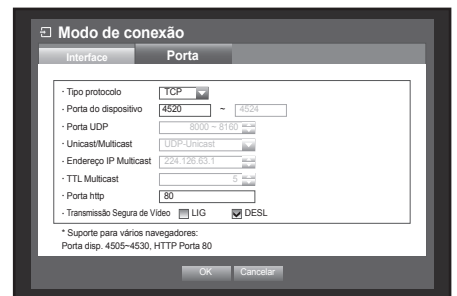 Modo de conexão
Interface Porta
· Tipo protocolo TCP
· Porta do dispositivo 4520 ~ 4524
· Porta UDP 8000 ~ 8160
· Unicast/Multicast UDP-Unicast
· Endereço IP Multicast 224.126.63.1
· TTL Multicast 5
· Porta http 80
· Transmissão Segura de Vídeo LIG DESL
* Suporte para vários navegadores:
Porta disp. 4505~4530, HTTP Porta 80
OK Cancelar